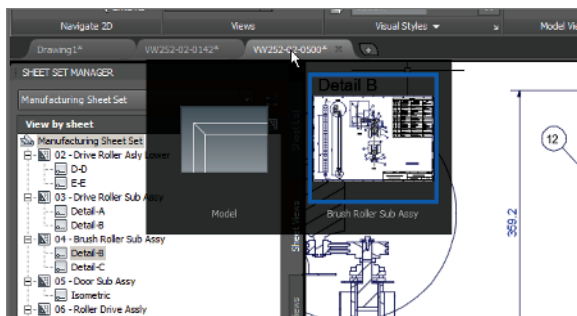 Navigate 2D
Views
Visual Styles
Model Vie
Drawing1*
VW252-02-0142*
VW252-02-0500*
SHEET SET MANAGER
Manufacturing Sheet Set
View by sheet
Manufacturing Sheet Set
02 - Drive Roller Asly Lower
D-D
E-E
03 - Drive Roller Sub Assy
Detail-A
Detail-B
04 - Brush Roller Sub Assy
Detail-B
Detail-C
05 - Door Sub Assy
Isometric
06 - Roller Drive Assly
Detail B
Model
Brush Roller Sub Assy
Sheet Views
359.2
12